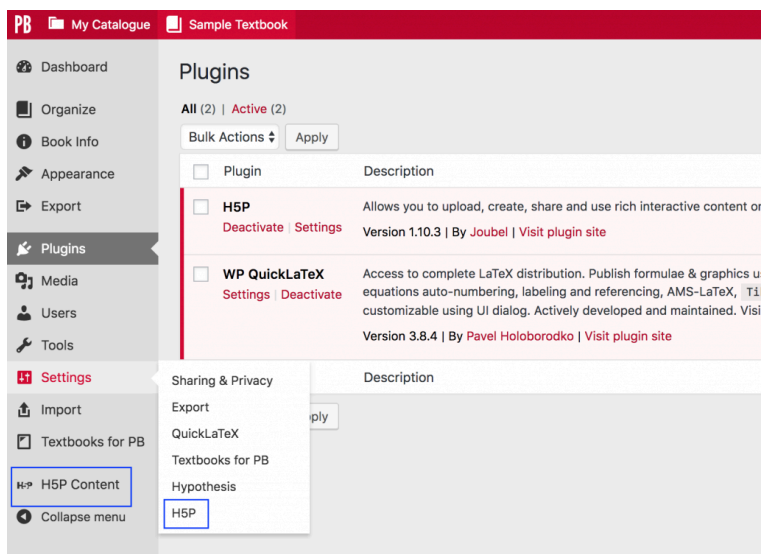 PB My Catalogue Sample Textbook
Dashboard
Organize
Book Info
Appearance
Export
Plugins
Media
Users
Tools
Settings
Import
Textbooks for PB
H-P H5P Content
Collapse menu
Plugins
All (2) | Active (2)
Bulk Actions Apply
Plugin Description
H5P
Deactivate | Settings
Allows you to upload, create, share and use rich interactive content
Version 1.10.3 | By Joubel | Visit plugin site
WP QuickLaTeX
Settings | Deactivate
Access to complete LaTeX distribution. Publish formulae & graphics
equations auto-numbering, labeling and referencing, AMS-LaTeX,
customizable using UI dialog. Actively developed and maintained.
Version 3.8.4 | By Pavel Holoborodko | Visit plugin site
Description
Sharing & Privacy
Export
QuickLaTeX
Textbooks for PB
Hypothesis
H5P